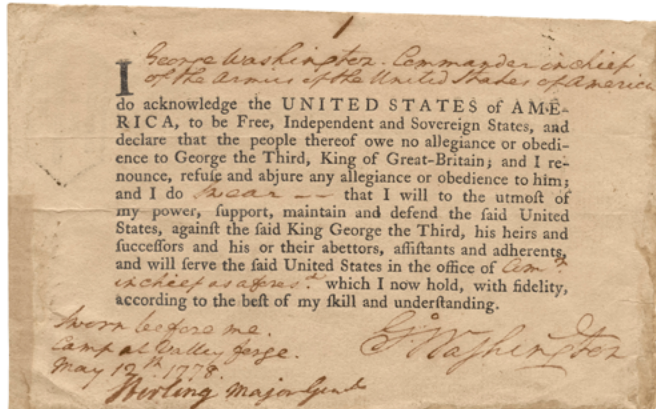 I George Washington. Commander in chief
of the Armies of the United States of America
do acknowledge the UNITED STATES of AME-
RICA, to be Free, Independent and Sovereign States, and
declare that the people thereof owe no allegiance or obedi-
ence to George the Third, King of Great-Britain; and I re-
nounce, refuſe and abjure any allegiance or obedience to him;
and I do Swear — — that I will to the utmoſt of
my power, ſupport, maintain and defend the ſaid United
States, againſt the ſaid King George the Third, his heirs and
ſucceſſors and his or their abettors, aſſiſtants and adherents,
and will ſerve the ſaid United States in the office of Comr.
in chief as afores.d which I now hold, with fidelity,
according to the beſt of my ſkill and underſtanding.
Sworn before me.
Camp at Valley forge.
May 12th. 1778
Go. Washington
Stirling Major Genl